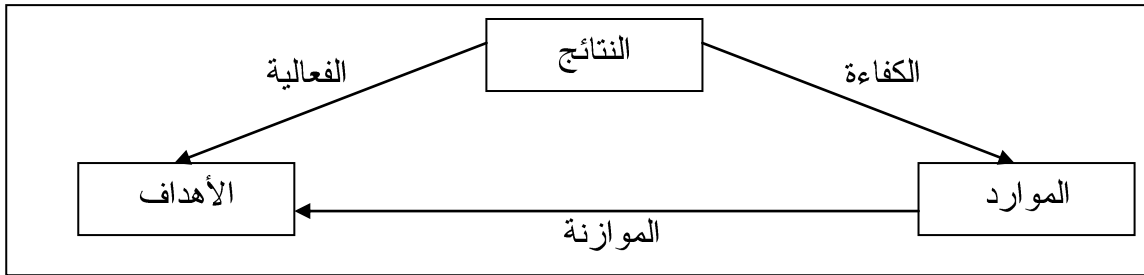 النتائج
الكفاءة
الفعالية
الموارد
الأهداف
الموازنة